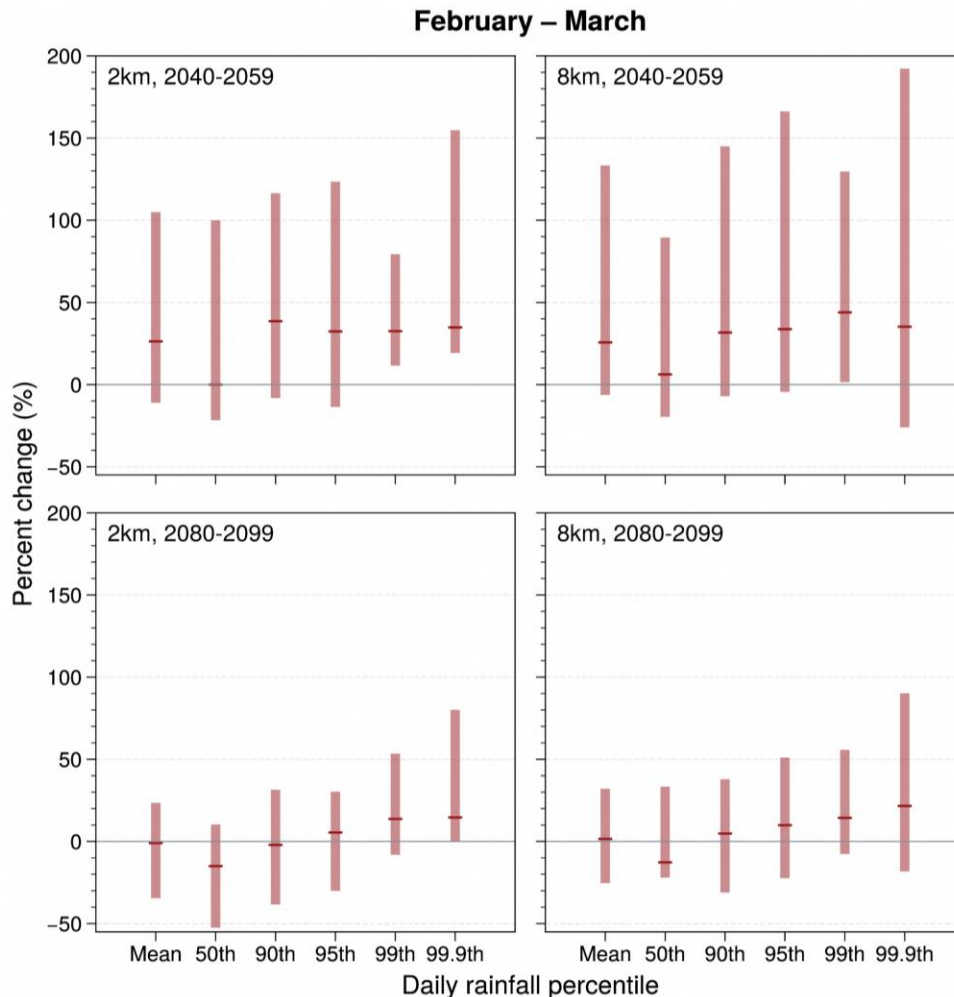 February – March
2km, 2040-2059
8km, 2040-2059
200
150
100
50
0
−50
2km, 2080-2099
8km, 2080-2099
200
150
100
50
0
−50
Percent change (%)
Mean 50th 90th 95th 99th 99.9th
Mean 50th 90th 95th 99th 99.9th
Daily rainfall percentile